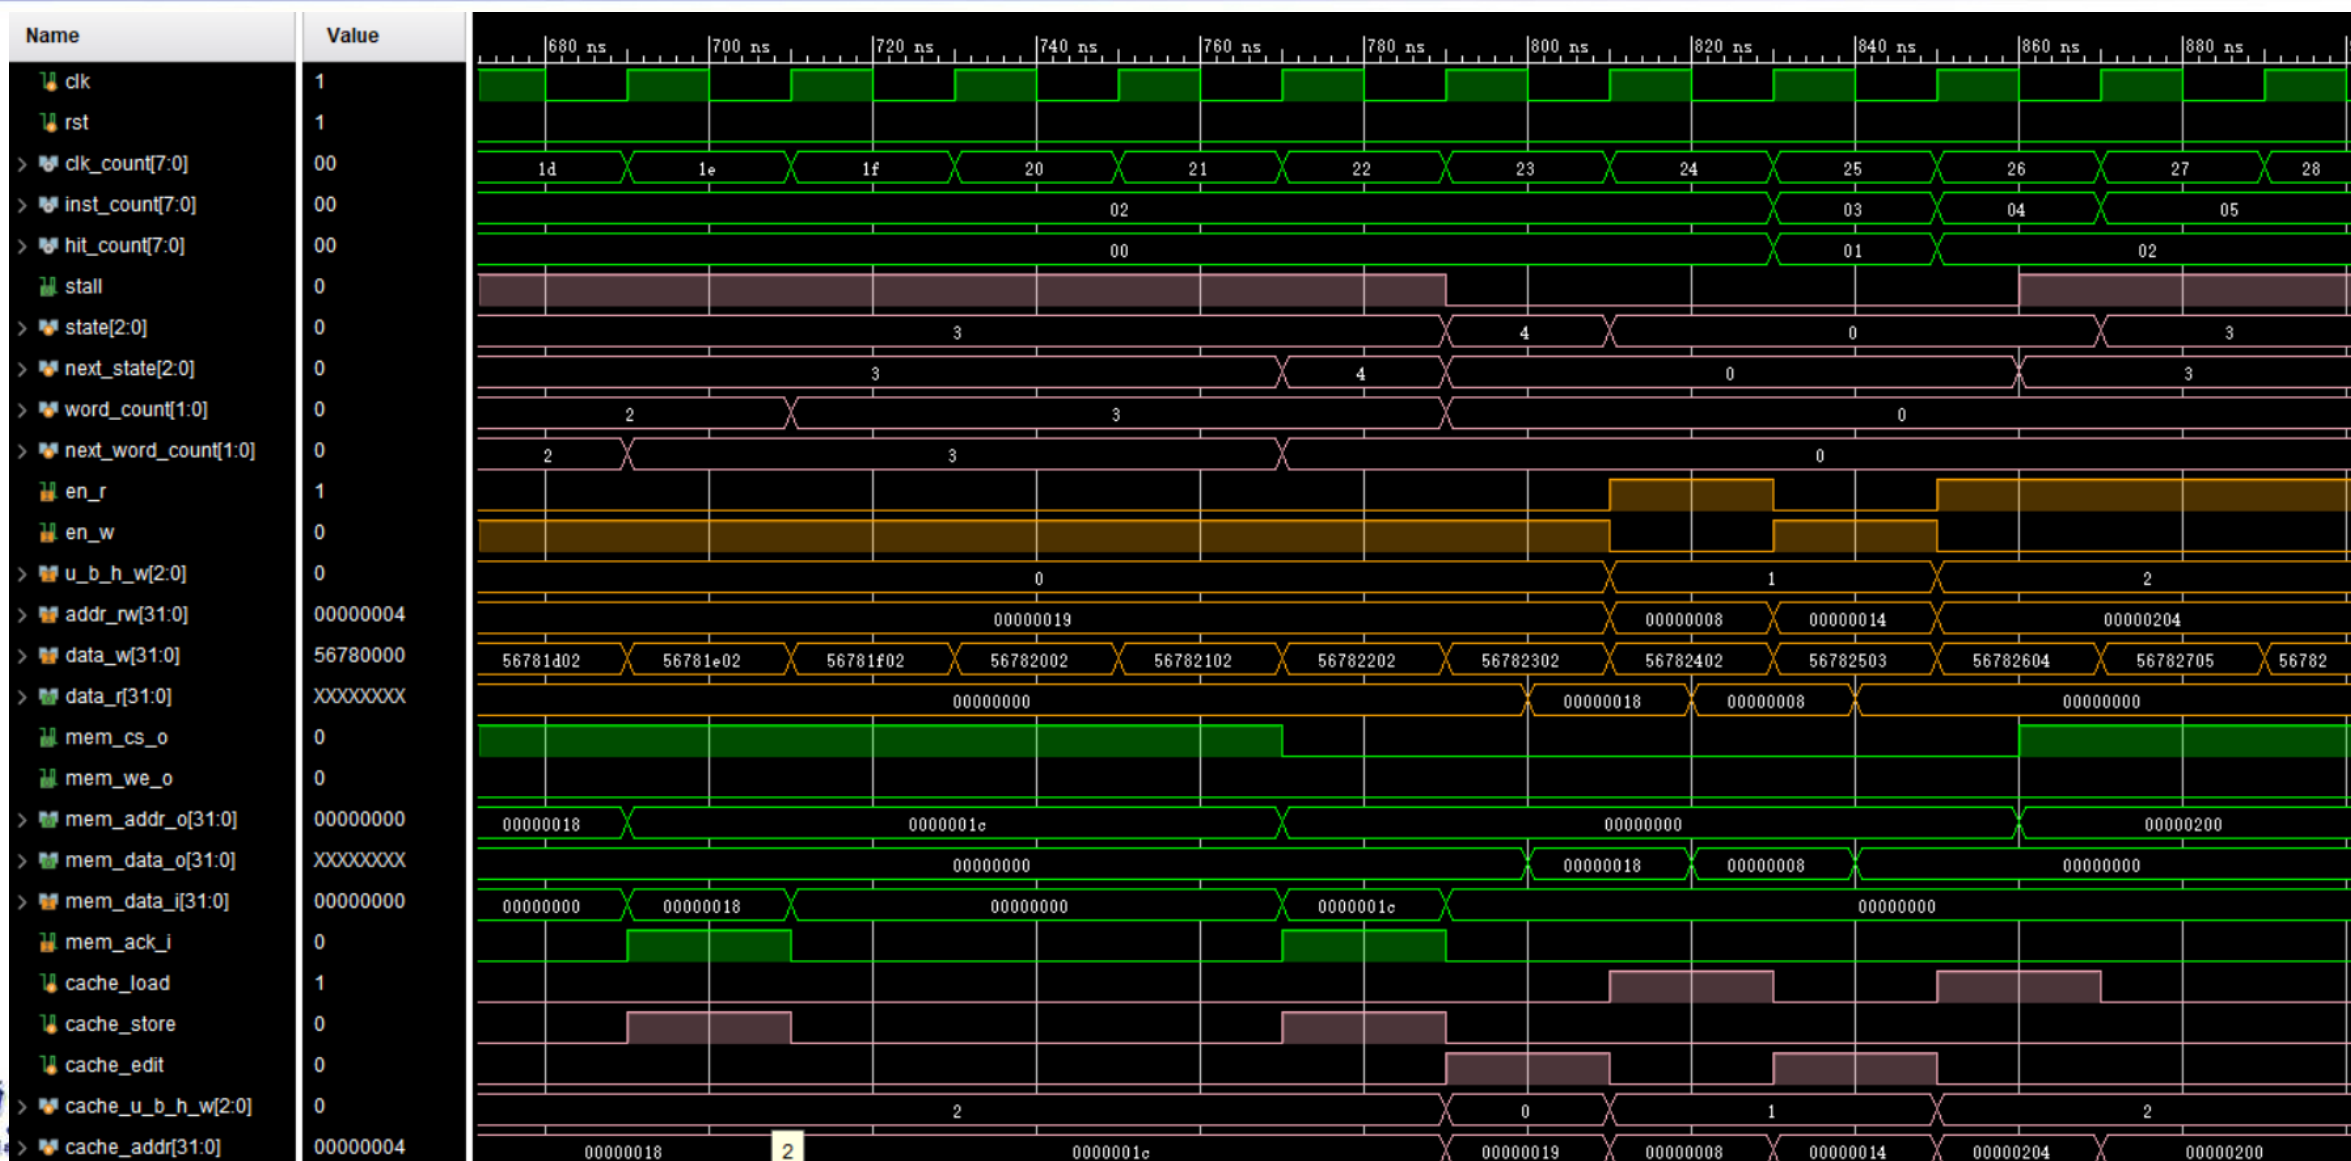 Name Value 680 ns 700 ns 720 ns 740 ns 760 ns 780 ns 800 ns 820 ns 840 ns 860 ns 880 ns
clk 1
rst 1
clk_count[7:0] 00 1d 1e 1f 20 21 22 23 24 25 26 27 28
inst_count[7:0] 00 02 03 04 05
hit_count[7:0] 00 00 01 02
stall 0
state[2:0] 0 3 4 0 3
next_state[2:0] 0 3 4 0 3
word_count[1:0] 0 2 3 0
next_word_count[1:0] 0 2 3 0
en_r 1
en_w 0
u_b_h_w[2:0] 0 0 1 2
addr_rw[31:0] 00000004 00000019 00000008 00000014 00000204
data_w[31:0] 56780000 56781d02 56781e02 56781f02 56782002 56782102 56782202 56782302 56782402 56782503 56782604 56782705 56782
data_r[31:0] XXXXXXXX 00000000 00000018 00000008 00000000
mem_cs_o 0
mem_we_o 0
mem_addr_o[31:0] 00000000 00000018 0000001c 00000000 00000200
mem_data_o[31:0] XXXXXXXX 00000000 00000018 00000008 00000000
mem_data_i[31:0] 00000000 00000000 00000018 00000000 0000001c 00000000
mem_ack_i 0
cache_load 1
cache_store 0
cache_edit 0
cache_u_b_h_w[2:0] 0 2 0 1 2
cache_addr[31:0] 00000004 00000018 2 0000001c 00000019 00000008 00000014 00000204 00000200